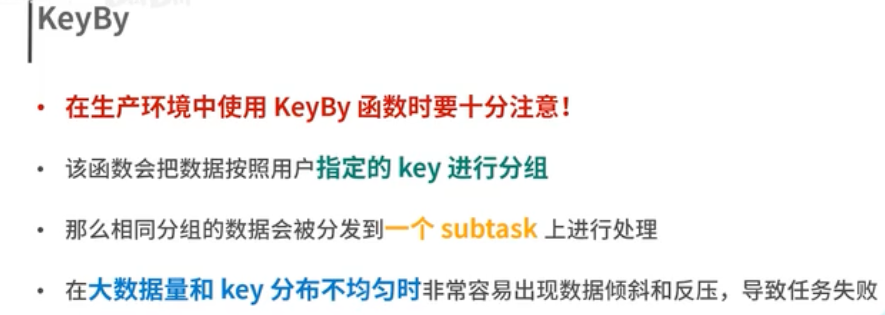 KeyBy
• 在生产环境中使用 KeyBy 函数时要十分注意！
• 该函数会把数据按照用户指定的 key 进行分组
• 那么相同分组的数据会被分发到一个 subtask 上进行处理
• 在大数据量和 key 分布不均匀时非常容易出现数据倾斜和反压，导致任务失败